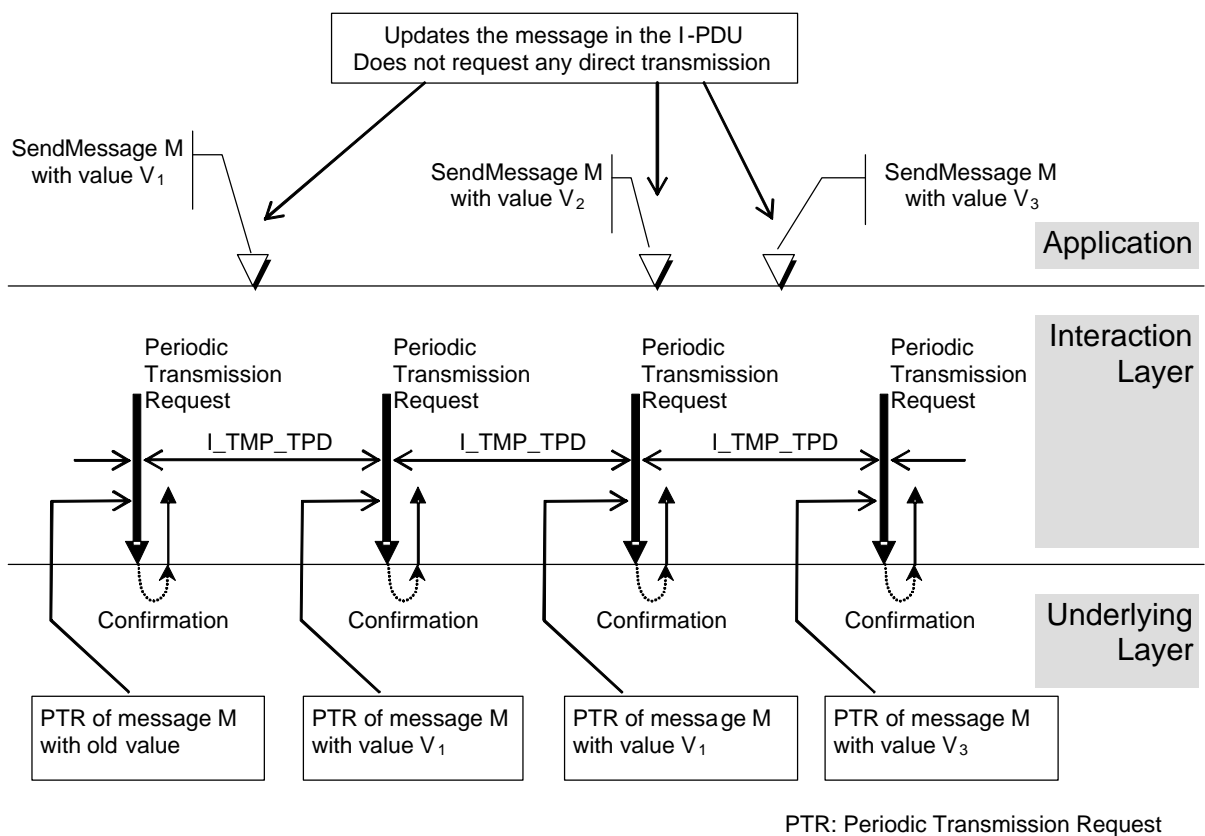 Updates the message in the I-PDU
Does not request any direct transmission
SendMessage M
with value V1
SendMessage M
with value V2
SendMessage M
with value V3
Application
Periodic
Transmission
Request
Periodic
Transmission
Request
Periodic
Transmission
Request
Periodic
Transmission
Request
Interaction
Layer
I_TMP_TPD
I_TMP_TPD
I_TMP_TPD
Confirmation
Confirmation
Confirmation
Confirmation
Underlying
Layer
PTR of message M
with old value
PTR of message M
with value V1
PTR of message M
with value V1
PTR of message M
with value V3
PTR: Periodic Transmission Request